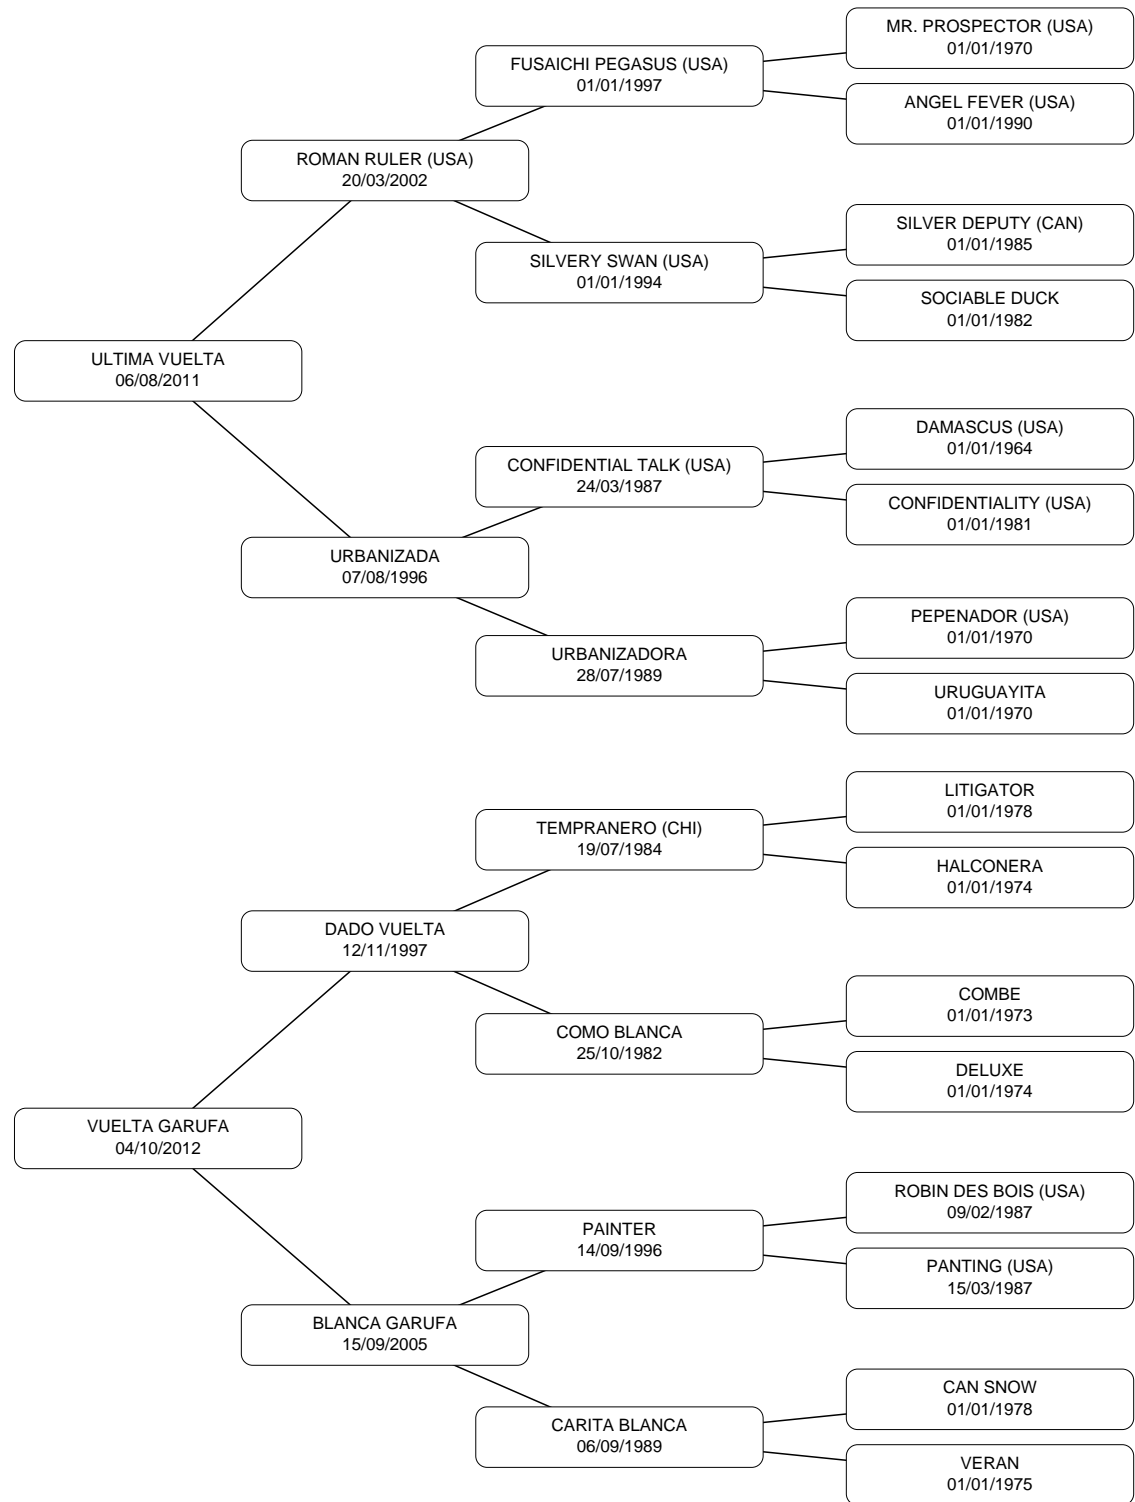 MR. PROSPECTOR (USA)
01/01/1970
FUSAICHI PEGASUS (USA)
01/01/1997
ANGEL FEVER (USA)
01/01/1990
ROMAN RULER (USA)
20/03/2002
SILVER DEPUTY (CAN)
01/01/1985
SILVERY SWAN (USA)
01/01/1994
SOCIABLE DUCK
01/01/1982
ULTIMA VUELTA
06/08/2011
DAMASCUS (USA)
01/01/1964
CONFIDENTIAL TALK (USA)
24/03/1987
CONFIDENTIALITY (USA)
01/01/1981
URBANIZADA
07/08/1996
PEPENADOR (USA)
01/01/1970
URBANIZADORA
28/07/1989
URUGUAYITA
01/01/1970
LITIGATOR
01/01/1978
TEMPRANERO (CHI)
19/07/1984
HALCONERA
01/01/1974
DADO VUELTA
12/11/1997
COMBE
01/01/1973
COMO BLANCA
25/10/1982
DELUXE
01/01/1974
VUELTA GARUFA
04/10/2012
ROBIN DES BOIS (USA)
09/02/1987
PAINTER
14/09/1996
PANTING (USA)
15/03/1987
BLANCA GARUFA
15/09/2005
CAN SNOW
01/01/1978
CARITA BLANCA
06/09/1989
VERAN
01/01/1975